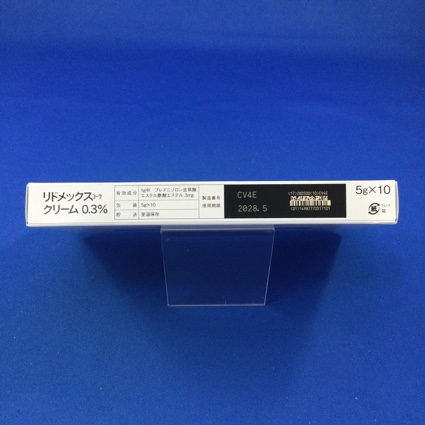 リドメックスコーワ
クリーム 0.3%
有効成分 1g中 プレドニゾロン吉草酸
エステル酢酸エステル 3mg
包装 5g×10
貯法 室温保存
製造番号 CV4E
使用期限 2028.5
5g×10
紙